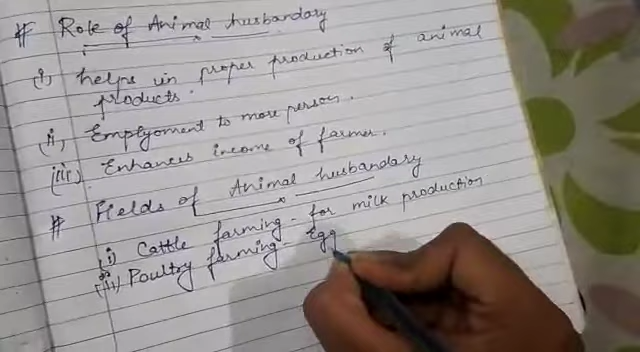 # Role of Animal husbandary
(i) helps in proper production of animal
products.
(ii) Emplyoment to more person.
(iii) Enhances income of farmer.
# Fields of Animal husbandary
(i) Cattle farming - for milk production
(ii) Poultry farming - Egg